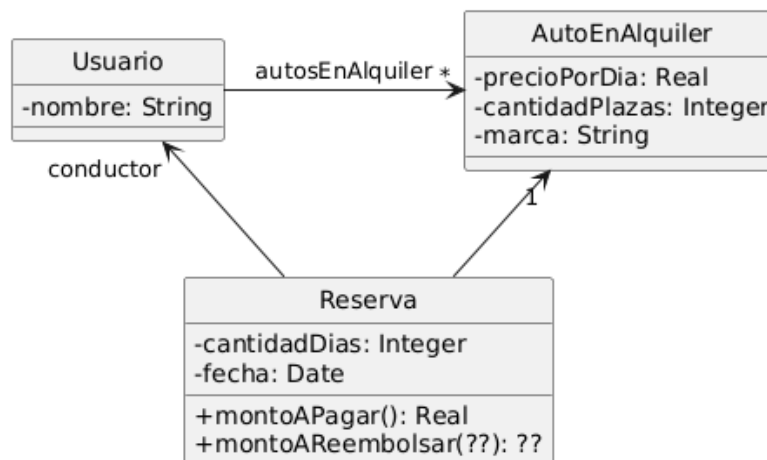 Usuario
-nombre: String
autosEnAlquiler *
AutoEnAlquiler
-precioPorDia: Real
-cantidadPlazas: Integer
-marca: String
conductor
1
Reserva
-cantidadDias: Integer
-fecha: Date
+montoAPagar(): Real
+montoAReembolsar(??): ??